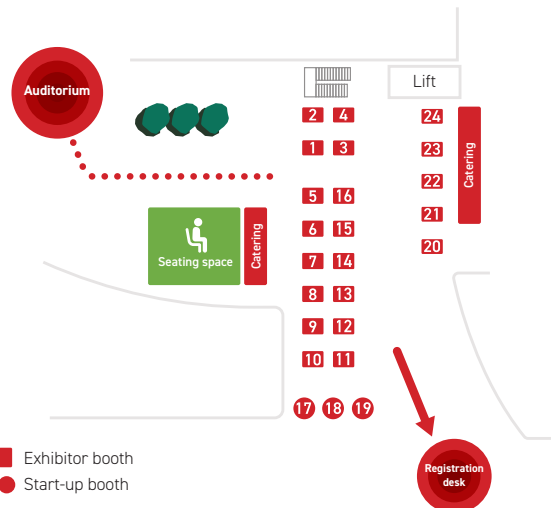 Lift
Auditorium
2 4 24
1 3 23
Catering
22
5 16
21
6 15
20
Seating space
Catering
7 14
8 13
9 12
10 11
17 18 19
Exhibitor booth
Start-up booth
Registration
desk